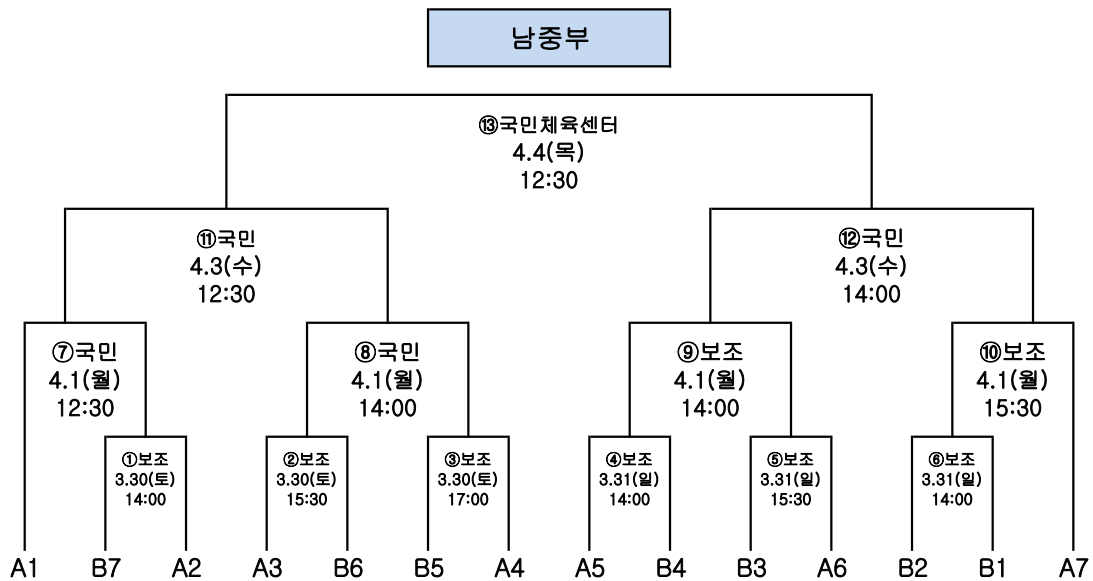 남중부
⑬국민체육센터
4.4(목)
12:30
⑪국민
4.3(수)
12:30
⑫국민
4.3(수)
14:00
⑦국민
4.1(월)
12:30
⑧국민
4.1(월)
14:00
⑨보조
4.1(월)
14:00
⑩보조
4.1(월)
15:30
①보조
3.30(토)
14:00
②보조
3.30(토)
15:30
③보조
3.30(토)
17:00
④보조
3.31(일)
14:00
⑤보조
3.31(일)
15:30
⑥보조
3.31(일)
14:00
A1 B7 A2 A3 B6 B5 A4 A5 B4 B3 A6 B2 B1 A7